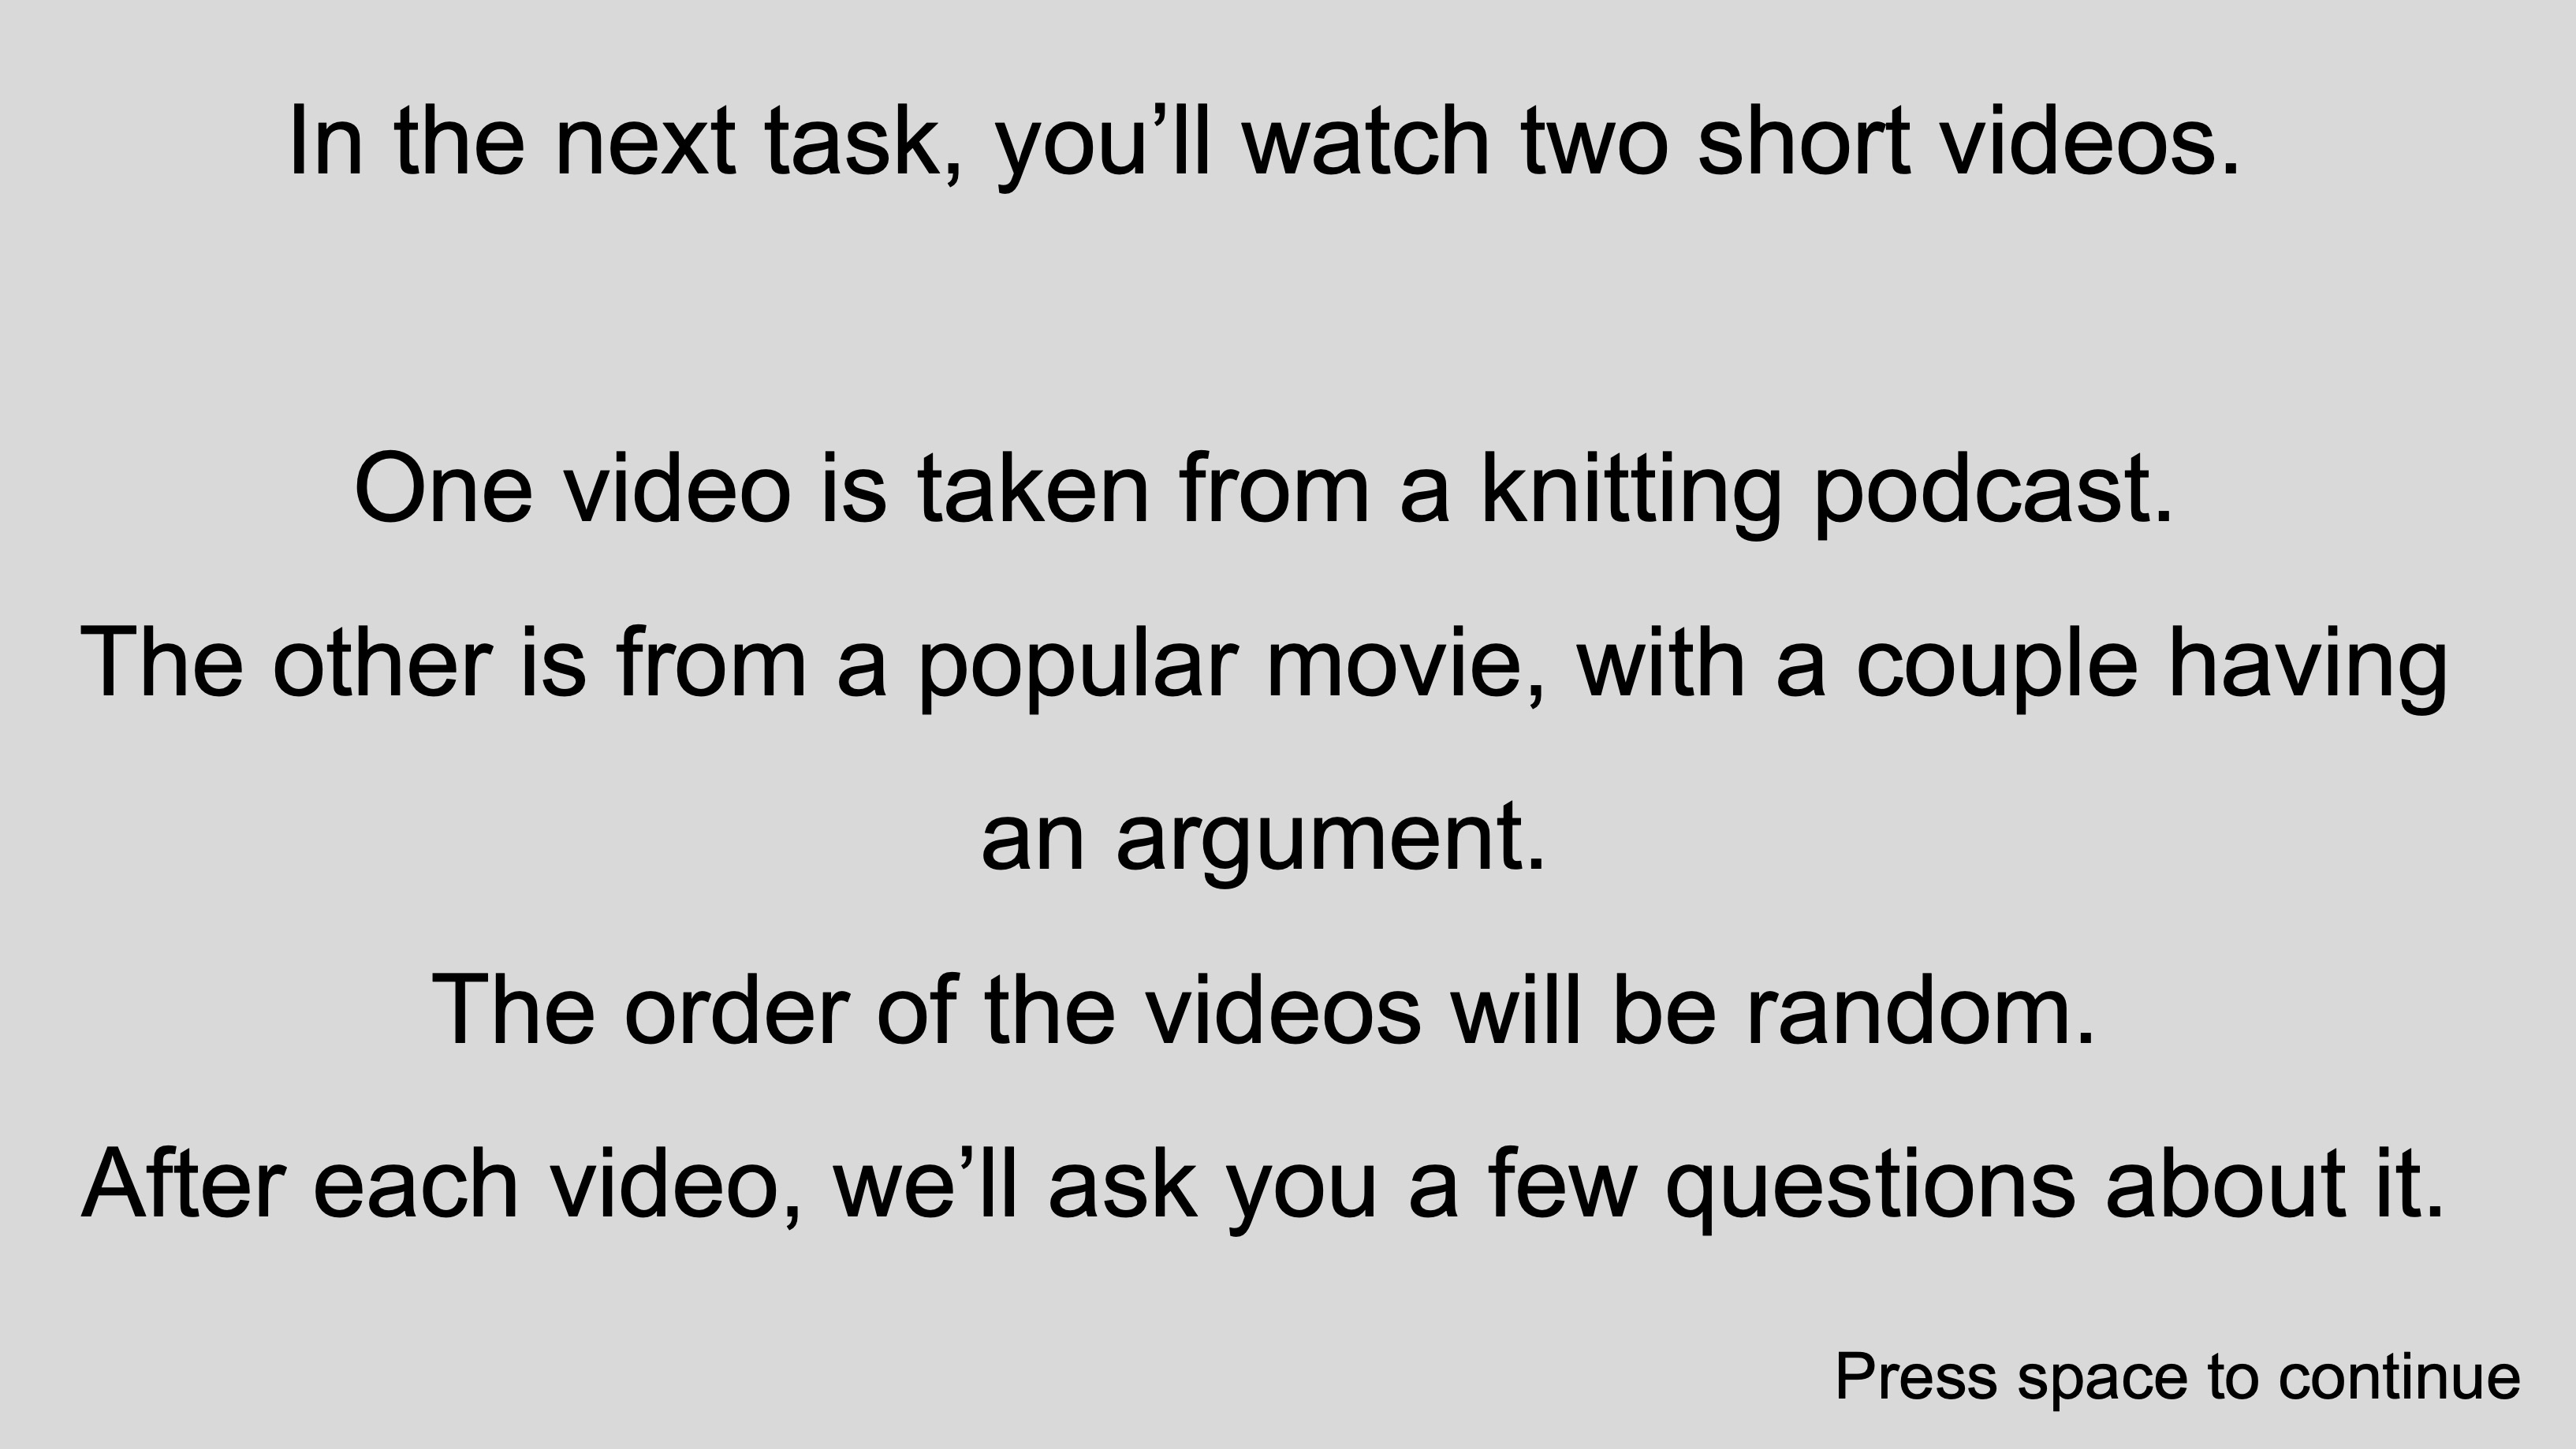 In the next task, you’ll watch two short videos.
One video is taken from a knitting podcast.
The other is from a popular movie, with a couple having
an argument.
The order of the videos will be random.
After each video, we’ll ask you a few questions about it.
Press space to continue